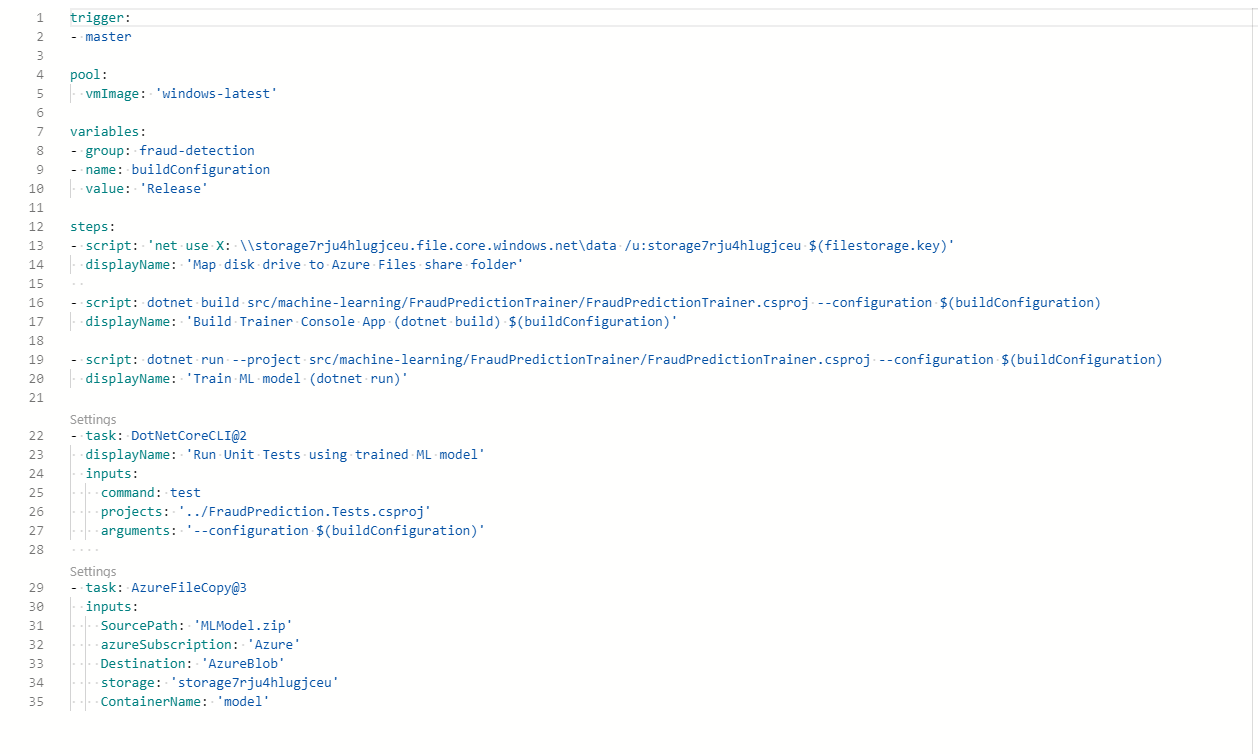 1 trigger:
2 - master
3
4 pool:
5   vmImage: 'windows-latest'
6
7 variables:
8 - group: fraud-detection
9 - name: buildConfiguration
10   value: 'Release'
11
12 steps:
13 - script: 'net use X: \\storage7rju4hlugjceu.file.core.windows.net\data /u:storage7rju4hlugjceu $(filestorage.key)'
14   displayName: 'Map disk drive to Azure Files share folder'
15
16 - script: dotnet build src/machine-learning/FraudPredictionTrainer/FraudPredictionTrainer.csproj --configuration $(buildConfiguration)
17   displayName: 'Build Trainer Console App (dotnet build) $(buildConfiguration)'
18
19 - script: dotnet run --project src/machine-learning/FraudPredictionTrainer/FraudPredictionTrainer.csproj --configuration $(buildConfiguration)
20   displayName: 'Train ML model (dotnet run)'
21
Settings
22 - task: DotNetCoreCLI@2
23   displayName: 'Run Unit Tests using trained ML model'
24   inputs:
25     command: test
26     projects: '../FraudPrediction.Tests.csproj'
27     arguments: '--configuration $(buildConfiguration)'
28
Settings
29 - task: AzureFileCopy@3
30   inputs:
31     SourcePath: 'MLModel.zip'
32     azureSubscription: 'Azure'
33     Destination: 'AzureBlob'
34     storage: 'storage7rju4hlugjceu'
35     ContainerName: 'model'